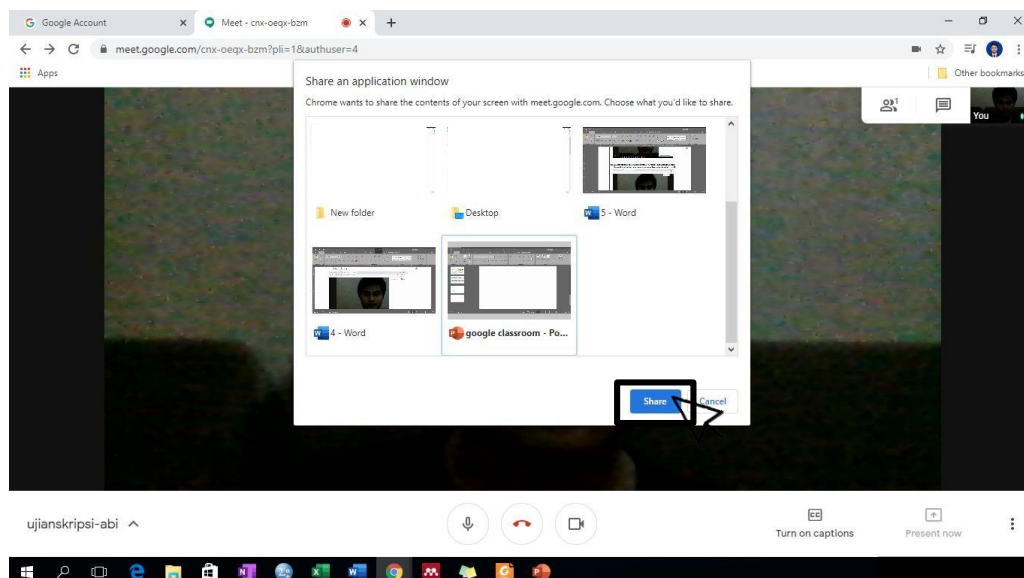 Google Account
Meet - cnx-oeqx-bzm
meet.google.com/cnx-oeqx-bzm?pli=1&authuser=4
Apps
Other bookmarks
Share an application window
Chrome wants to share the contents of your screen with meet.google.com. Choose what you'd like to share.
1
You
New folder
Desktop
5 - Word
4 - Word
google classroom - Po...
Share
Cancel
ujianskripsi-abi
Turn on captions
Present now